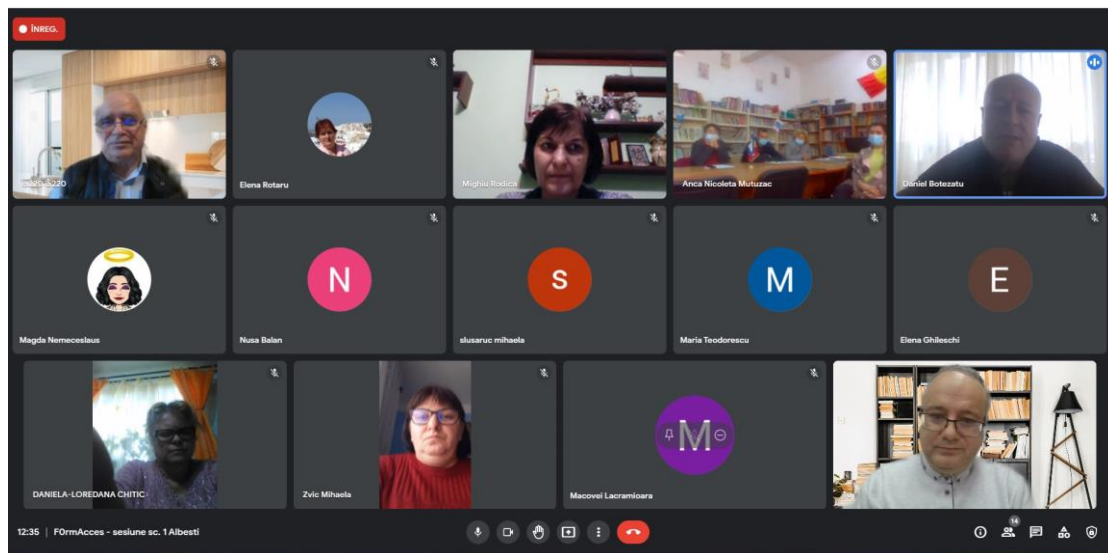 ÎNREG.
Elena Rotaru
Mighiu Rodica
Anca Nicoleta Mutuzac
Daniel Botezatu
N
s
M
E
Magda Nemeceslaus
Nusa Balan
slusaruc mihaela
Maria Teodorescu
Elena Ghileschi
M
DANIELA-LOREDANA CHITIC
Zvic Mihaela
Macovei Lacramioara
12:35 | FOrmAcces - sesiune sc. 1 Albesti
14